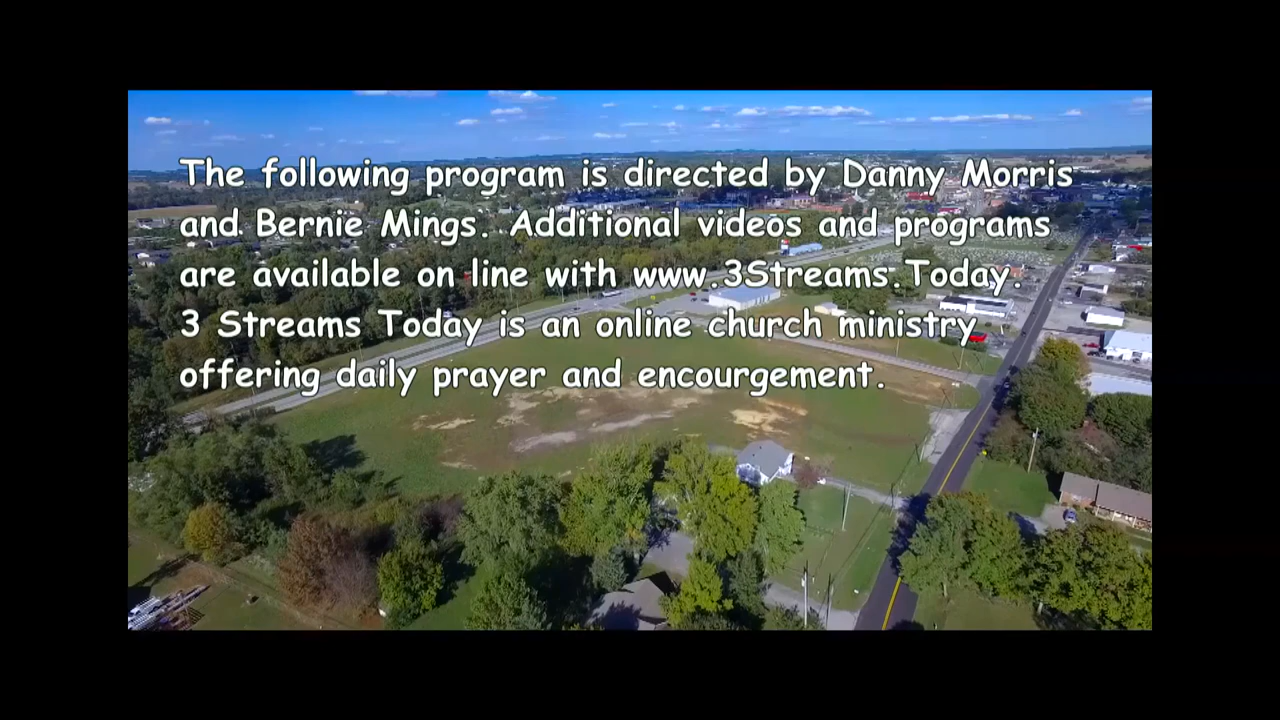 The following program is directed by Danny Morris
and Bernie Mings. Additional videos and programs
are available on line with www.3Streams.Today.
3 Streams Today is an online church ministry
offering daily prayer and encourgement.